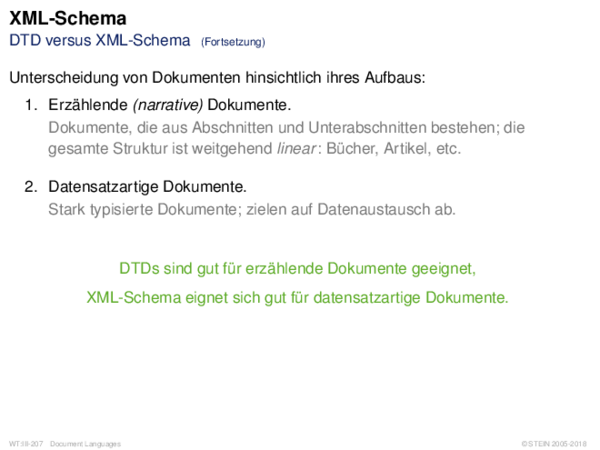 XML-Schema
DTD versus XML-Schema (Fortsetzung)
Unterscheidung von Dokumenten hinsichtlich ihres Aufbaus:
1. Erzählende (narrative) Dokumente.
Dokumente, die aus Abschnitten und Unterabschnitten bestehen; die
gesamte Struktur ist weitgehend linear: Bücher, Artikel, etc.
2. Datensatzartige Dokumente.
Stark typisierte Dokumente; zielen auf Datenaustausch ab.
DTDs sind gut für erzählende Dokumente geeignet,
XML-Schema eignet sich gut für datensatzartige Dokumente.
WT:III-207 Document Languages
© STEIN 2005-2018